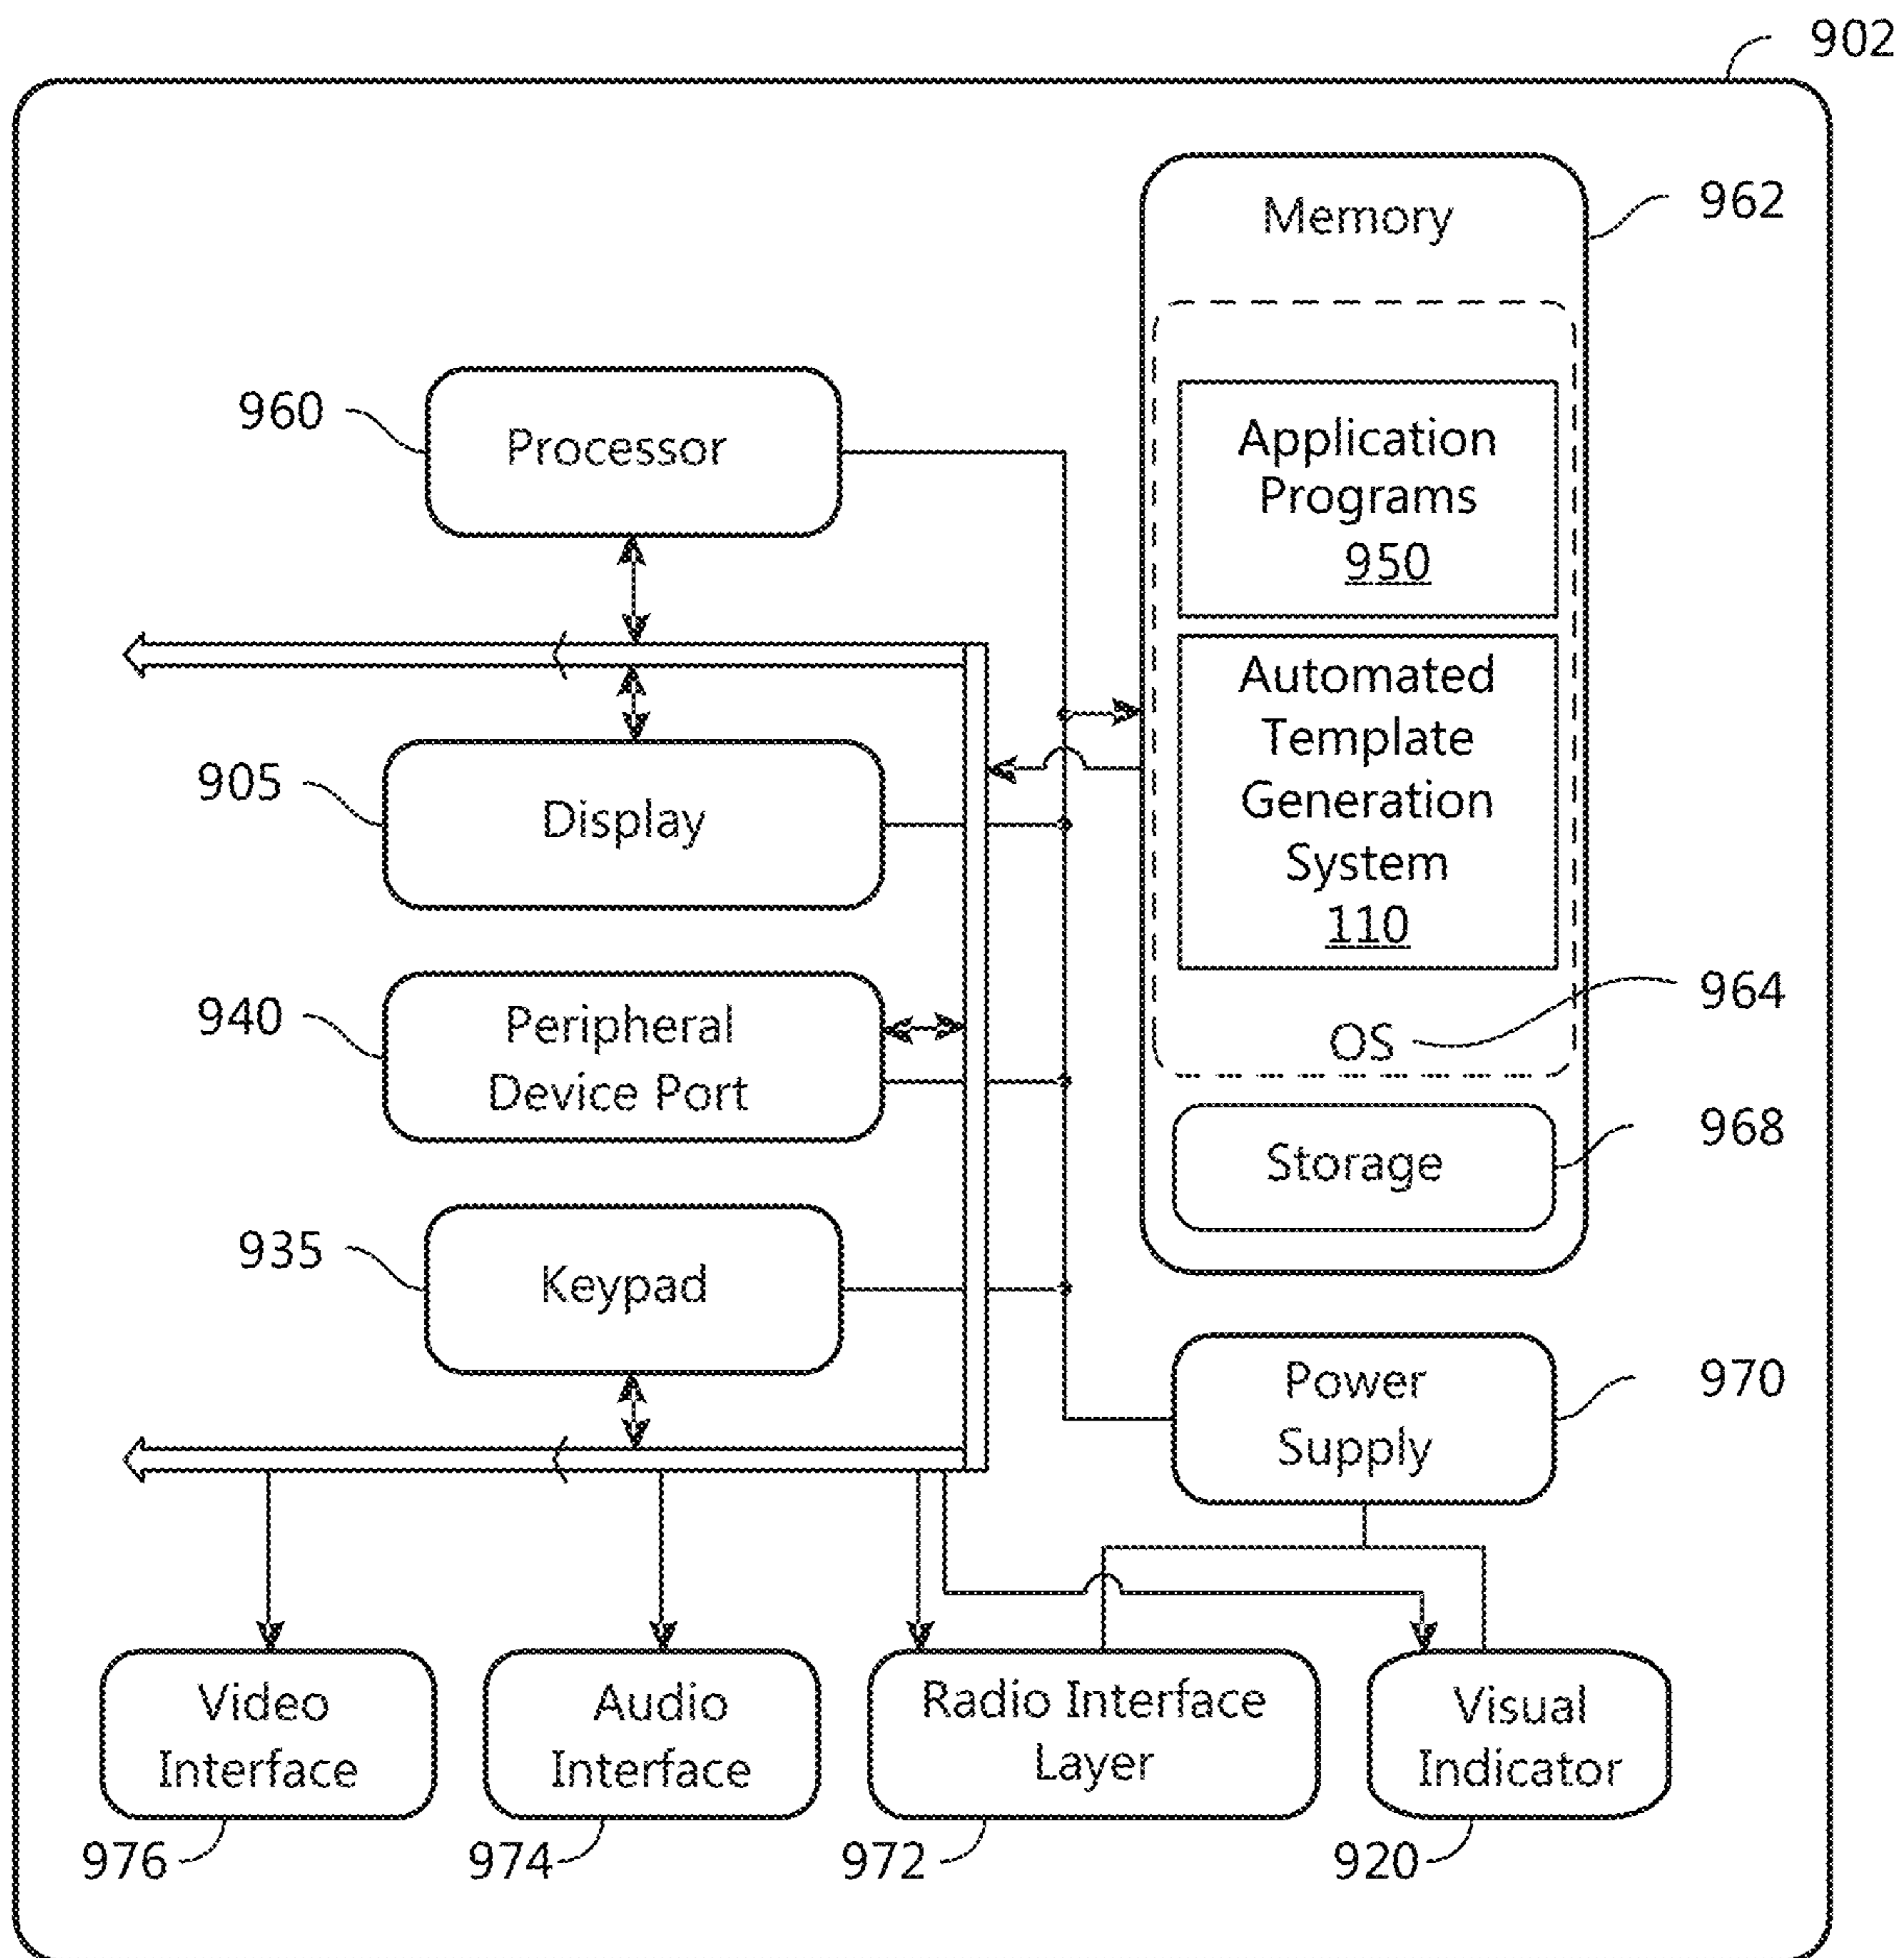 902
Memory
962
Application
Programs
950
960
Processor
Automated
Template
Generation
System
110
905
Display
964
940
Peripheral
Device Port
OS
968
Storage
935
Keypad
Power
Supply
970
Video
Interface
Audio
Interface
Radio Interface
Layer
Visual
Indicator
976
974
972
920